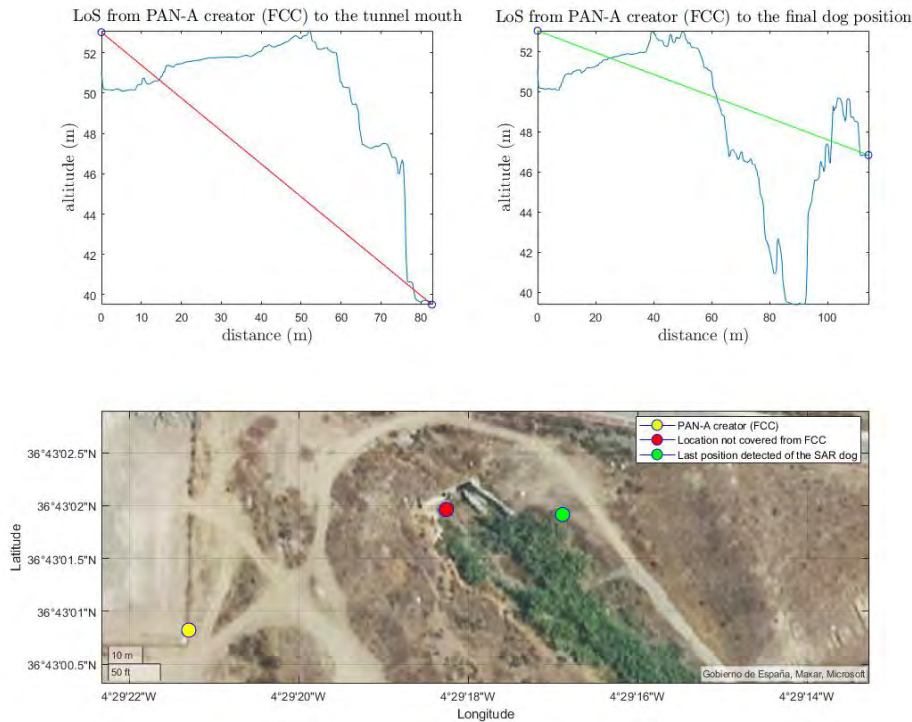 LoS from PAN-A creator (FCC) to the tunnel mouth
altitude (m)
52
50
48
46
44
42
40
0 10 20 30 40 50 60 70 80
distance (m)
LoS from PAN-A creator (FCC) to the final dog position
altitude (m)
52
50
48
46
44
42
40
0 20 40 60 80 100
distance (m)
PAN-A creator (FCC)
Location not covered from FCC
Last position detected of the SAR dog
Latitude
36°43'02.5"N
36°43'02"N
36°43'01.5"N
36°43'01"N
36°43'00.5"N
10 m
50 ft
Gobierno de España, Maxar, Microsoft
4°29'22"W 4°29'20"W 4°29'18"W 4°29'16"W 4°29'14"W
Longitude